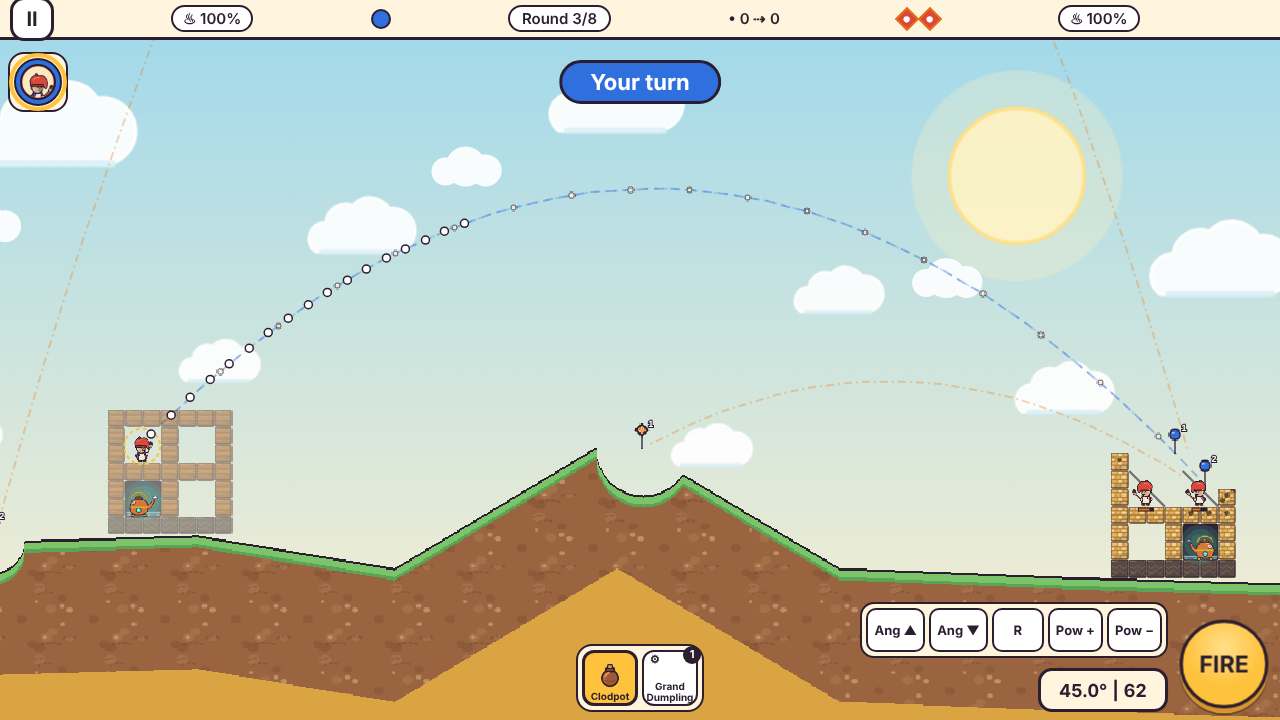 ♨ 100%
Round 3/8
• 0 ⇢ 0
♨ 100%
Your turn
1
1
2
2
Ang ▲
Ang ▼
R
Pow +
Pow −
1
Clodpot
Grand
Dumpling
45.0° | 62
FIRE